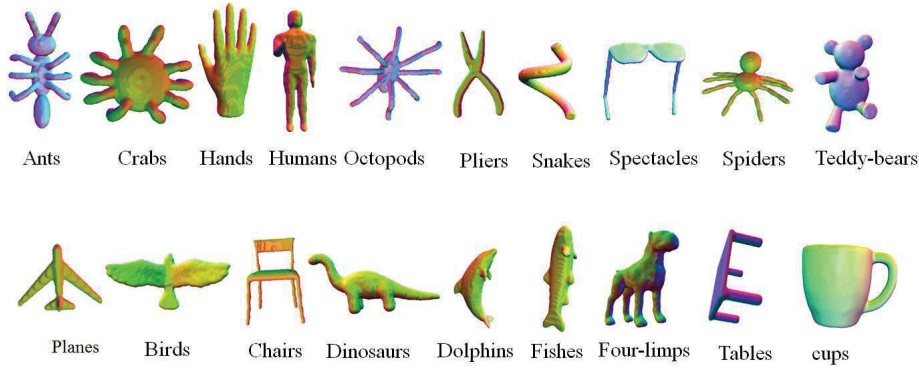 Ants Crabs Hands Humans Octopods Pliers Snakes Spectacles Spiders Teddy-bears
Planes Birds Chairs Dinosaurs Dolphins Fishes Four-limps Tables cups